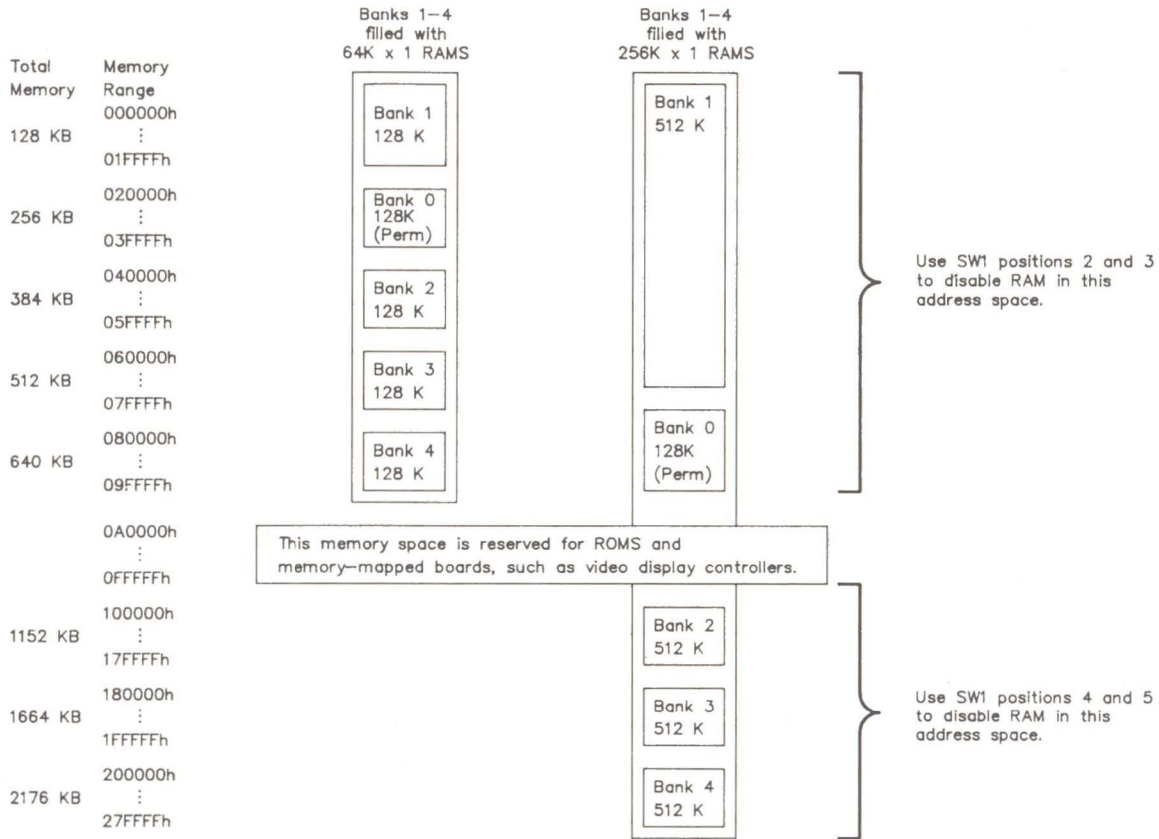 Banks 1–4
filled with
64K x 1 RAMS
Banks 1–4
filled with
256K x 1 RAMS
Total
Memory
Memory
Range
128 KB
000000h
⋮
01FFFFh
256 KB
020000h
⋮
03FFFFh
384 KB
040000h
⋮
05FFFFh
512 KB
060000h
⋮
07FFFFh
640 KB
080000h
⋮
09FFFFh
0A0000h
⋮
0FFFFFh
1152 KB
100000h
⋮
17FFFFh
1664 KB
180000h
⋮
1FFFFFh
2176 KB
200000h
⋮
27FFFFh
Bank 1
128 K
Bank 0
128K
(Perm)
Bank 2
128 K
Bank 3
128 K
Bank 4
128 K
Bank 1
512 K
Bank 0
128K
(Perm)
This memory space is reserved for ROMS and
memory–mapped boards, such as video display controllers.
Bank 2
512 K
Bank 3
512 K
Bank 4
512 K
Use SW1 positions 2 and 3
to disable RAM in this
address space.
Use SW1 positions 4 and 5
to disable RAM in this
address space.